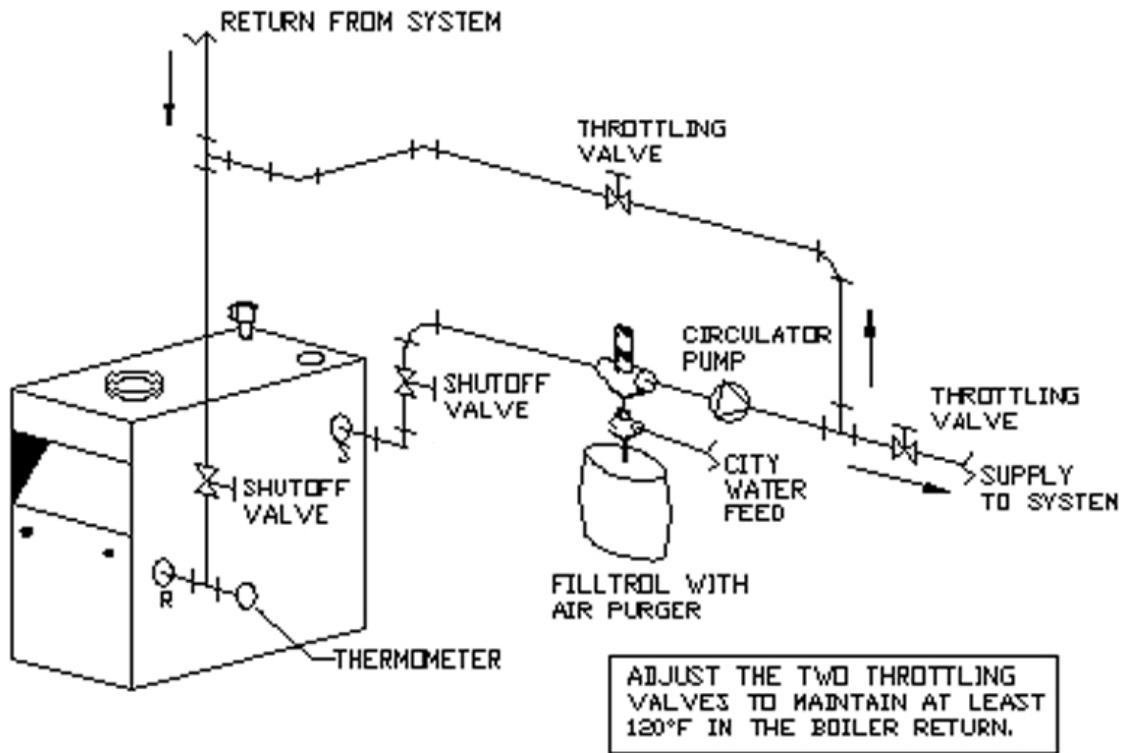 RETURN FROM SYSTEM
THROTTLING
VALVE
CIRCULATOR
PUMP
SHUTOFF
VALVE
THROTTLING
VALVE
S
CITY
WATER
FEED
SUPPLY
TO SYSTEM
SHUTOFF
VALVE
R
FILLTROL WITH
AIR PURGER
THERMOMETER
ADJUST THE TWO THROTTLING
VALVES TO MAINTAIN AT LEAST
120°F IN THE BOILER RETURN.